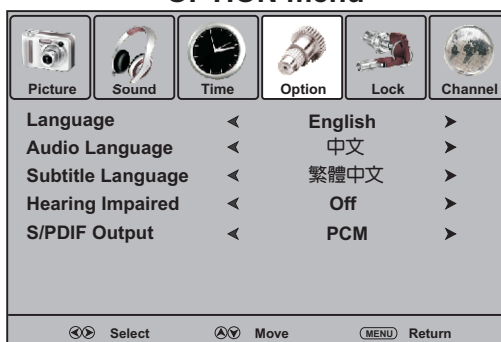 Picture Sound Time Option Lock Channel
Language English
Audio Language 中文
Subtitle Language 繁體中文
Hearing Impaired Off
S/PDIF Output PCM
Select Move MENU Return